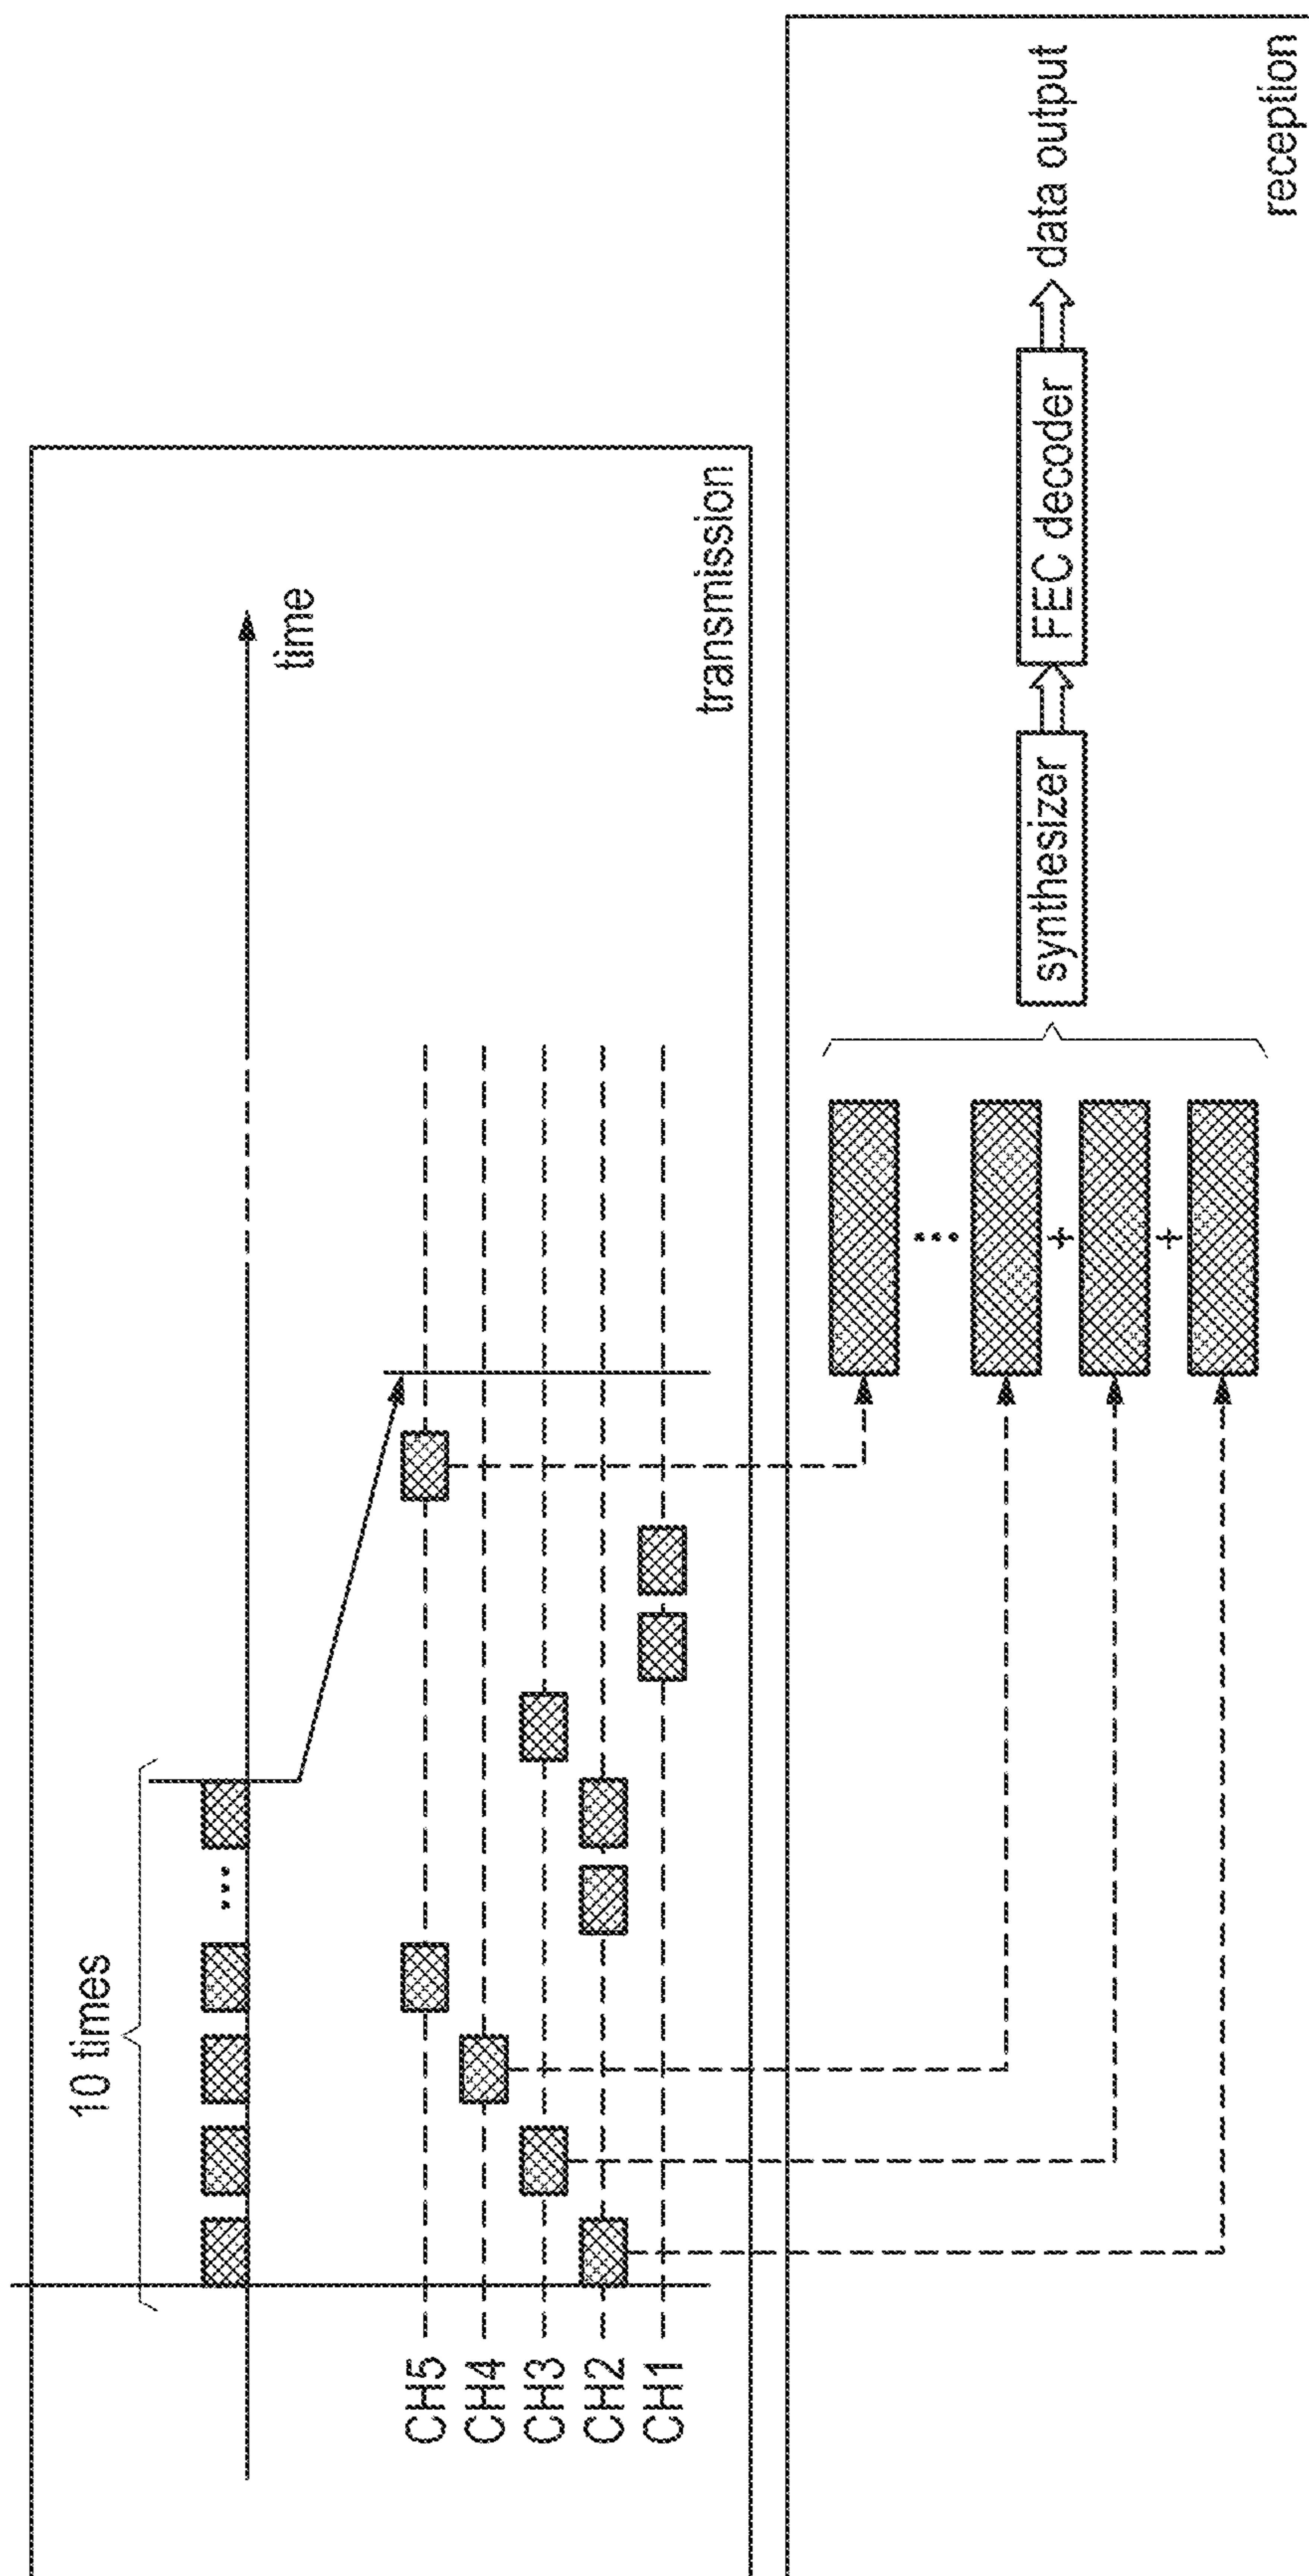 10 times
time
CH5
CH4
CH3
CH2
CH1
transmission
...
...
+
+
synthesizer
FEC decoder
data output
reception